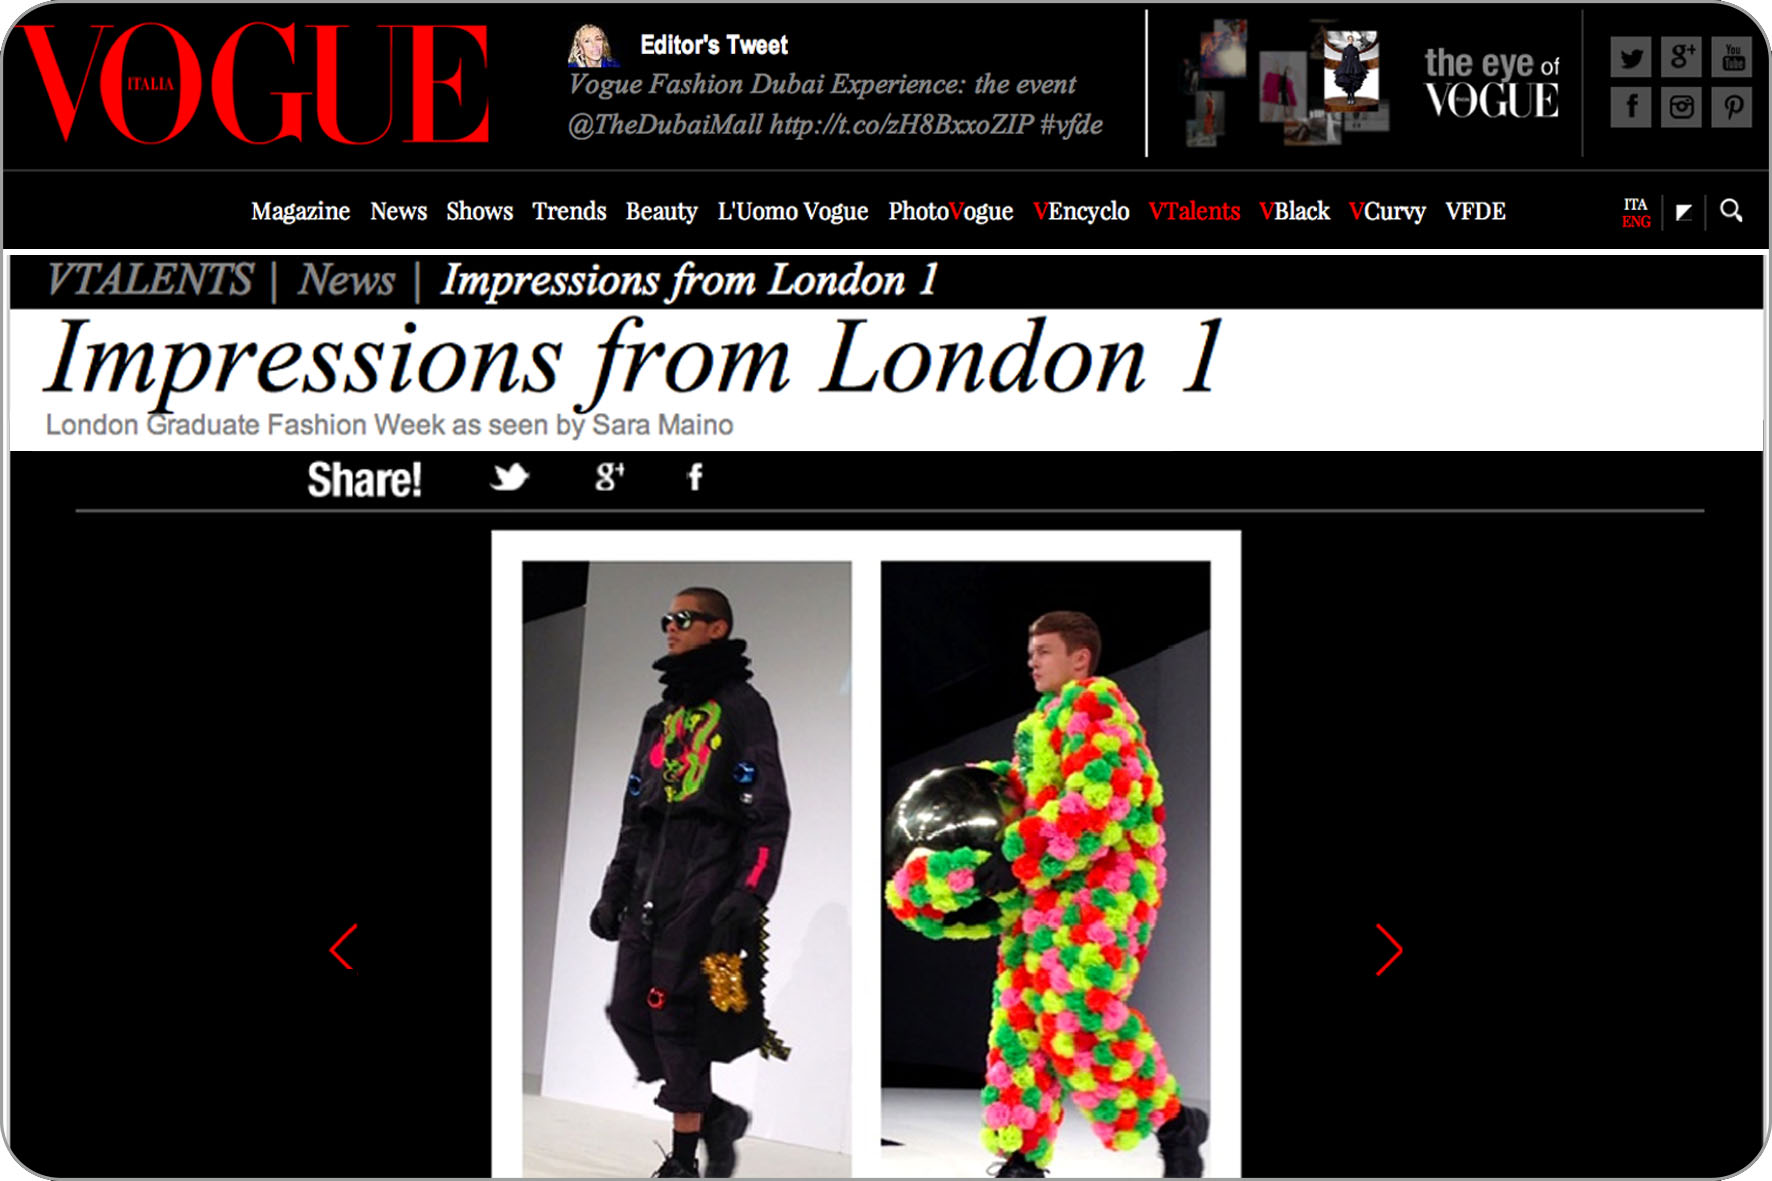 VOGUE
ITALIA
Editor's Tweet
Vogue Fashion Dubai Experience: the event
@TheDubaiMall http://t.co/zH8BxxoZIP #vfde
the eye of
VOGUE
g+
You
Tube
f
Magazine News Shows Trends Beauty L'Uomo Vogue PhotoVogue VEncyclo VTalents VBlack VCurvy VFDE
ITA
ENG
VTALENTS | News | Impressions from London 1
Impressions from London 1
London Graduate Fashion Week as seen by Sara Maino
Share! g+ f